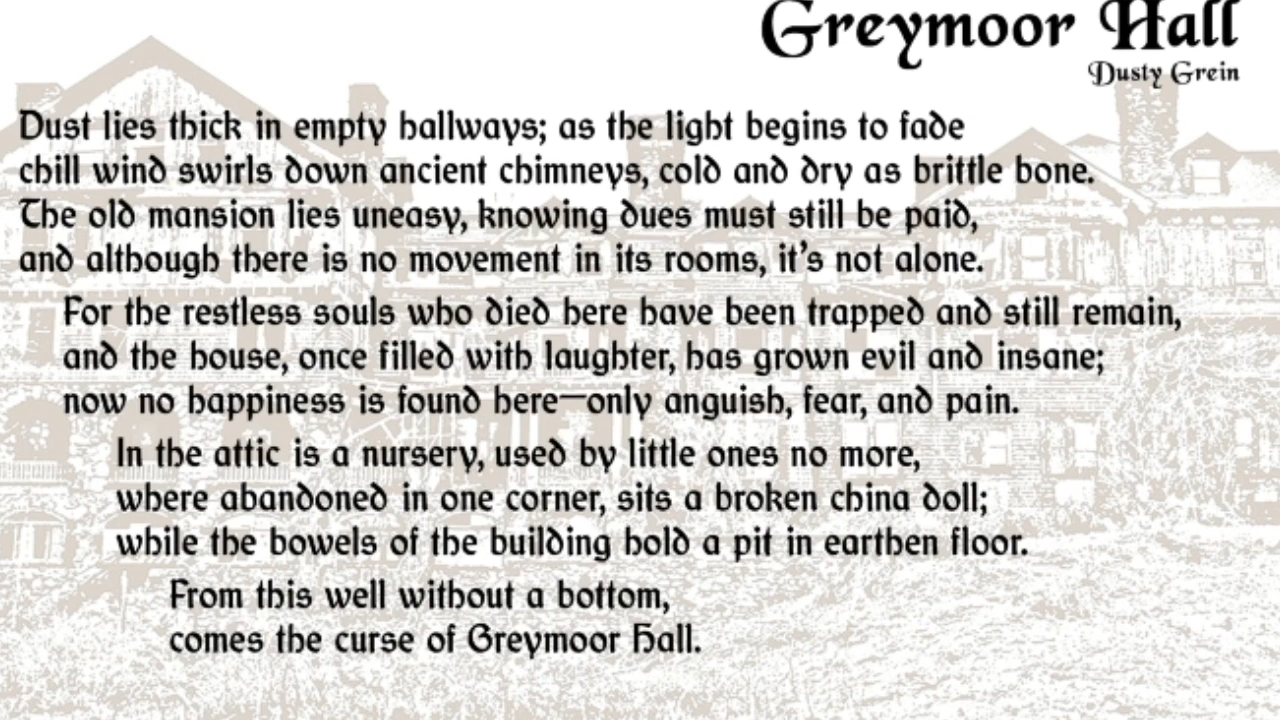 Greymoor Hall
Dusty Grein
Dust lies thick in empty hallways; as the light begins to fade
chill wind swirls down ancient chimneys, cold and dry as brittle bone.
The old mansion lies uneasy, knowing dues must still be paid,
and although there is no movement in its rooms, it's not alone.
For the restless souls who died here have been trapped and still remain,
and the house, once filled with laughter, has grown evil and insane;
now no happiness is found here—only anguish, fear, and pain.
In the attic is a nursery, used by little ones no more,
where abandoned in one corner, sits a broken china doll;
while the bowels of the building hold a pit in earthen floor.
From this well without a bottom,
comes the curse of Greymoor Hall.